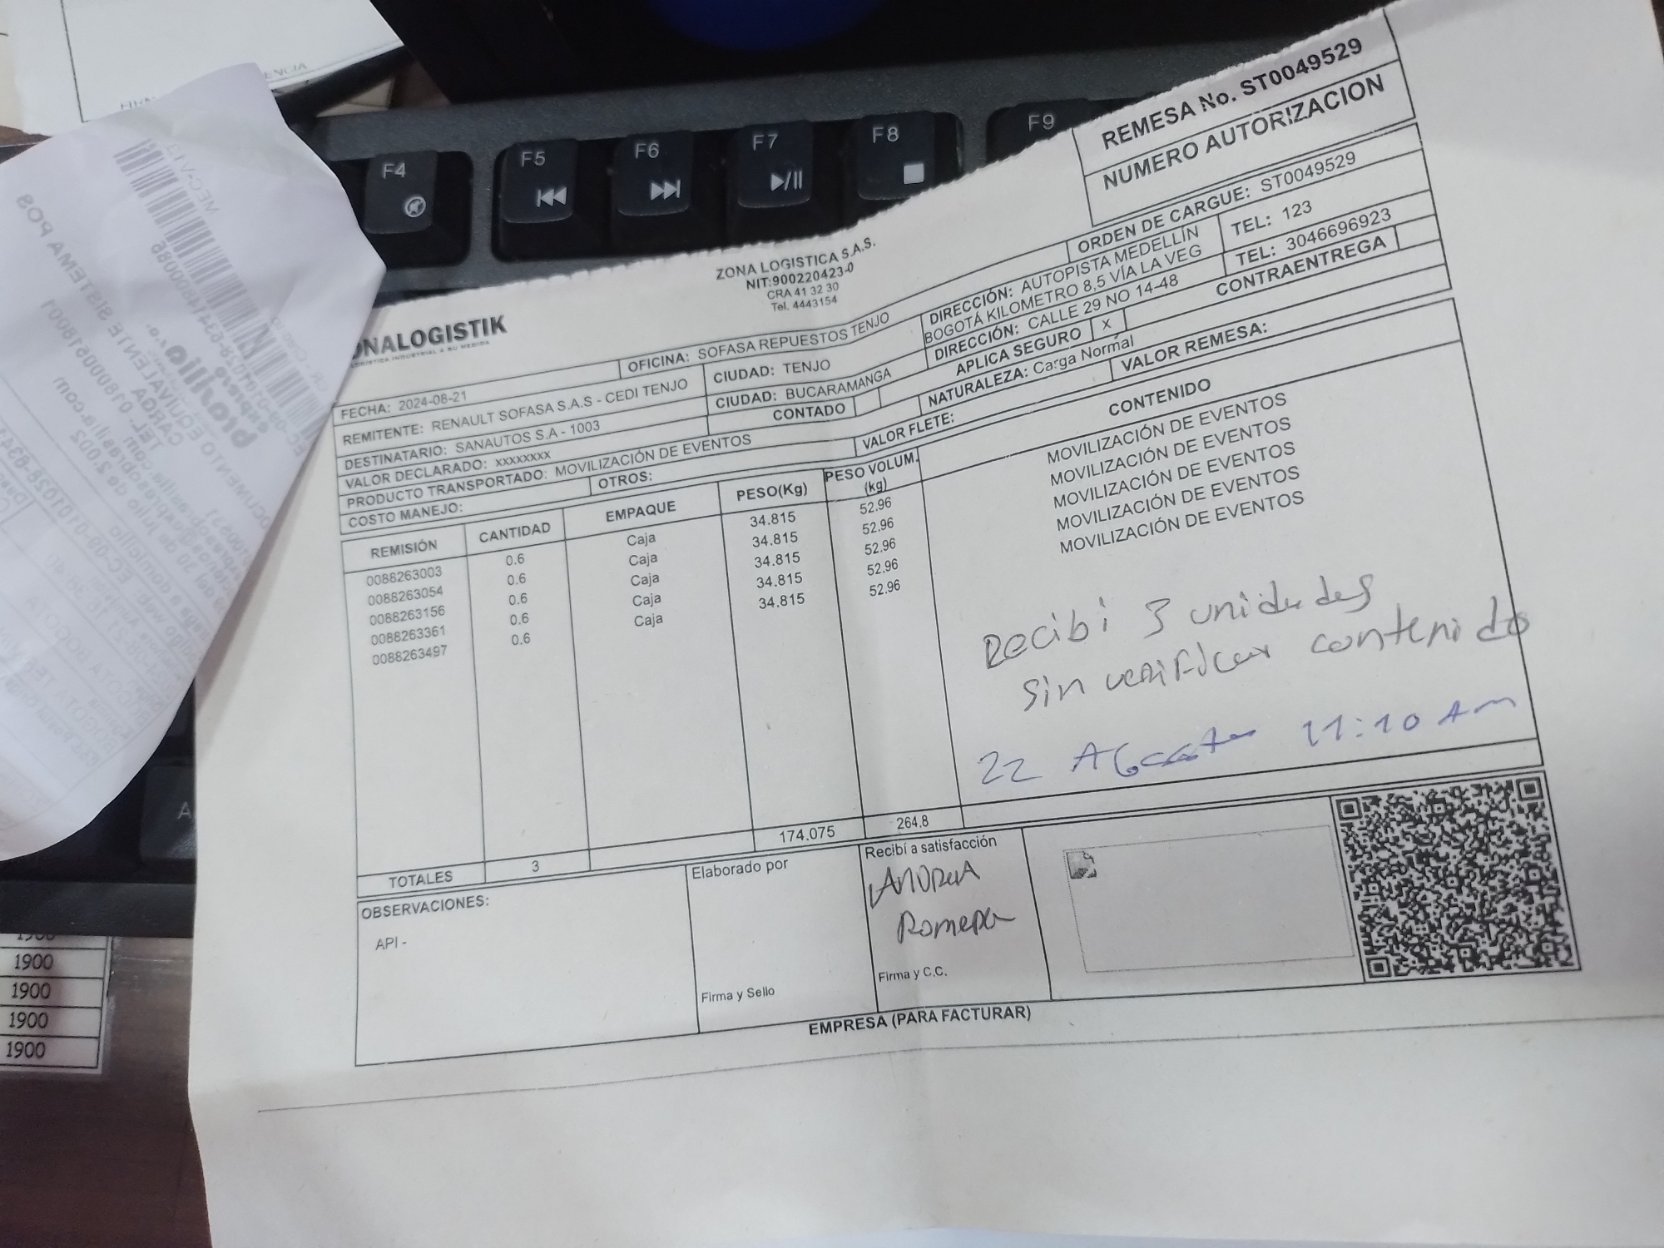 REMESA No. ST0049529
NUMERO AUTORIZACION
ZONA LOGISTICA S.A.S.
NIT:900220423-0
CRA 41 32 30
Tel. 4443154
ONALOGISTIK
ORDEN DE CARGUE: ST0049529
FECHA: 2024-08-21
OFICINA: SOFASA REPUESTOS TENJO
DIRECCIÓN: AUTOPISTA MEDELLÍN
BOGOTÁ KILOMETRO 8,5 VÍA LA VEG
TEL: 123
REMITENTE: RENAULT SOFASA S.A.S - CEDI TENJO
CIUDAD: TENJO
DIRECCIÓN: CALLE 29 NO 14-48
TEL: 3046696923
DESTINATARIO: SANAUTOS S.A - 1003
CIUDAD: BUCARAMANGA
APLICA SEGURO X
CONTRAENTREGA
VALOR DECLARADO: xxxxxxxx
CONTADO
NATURALEZA: Carga Normal
VALOR REMESA:
PRODUCTO TRANSPORTADO: MOVILIZACIÓN DE EVENTOS
VALOR FLETE:
COSTO MANEJO:
OTROS:
REMISIÓN CANTIDAD EMPAQUE PESO(Kg) PESO VOLUM. (kg) CONTENIDO
0088263003 0.6 Caja 34.815 52.96 MOVILIZACIÓN DE EVENTOS
0088263054 0.6 Caja 34.815 52.96 MOVILIZACIÓN DE EVENTOS
0088263156 0.6 Caja 34.815 52.96 MOVILIZACIÓN DE EVENTOS
0088263361 0.6 Caja 34.815 52.96 MOVILIZACIÓN DE EVENTOS
0088263497 0.6 Caja 34.815 52.96 MOVILIZACIÓN DE EVENTOS
Recibi 3 unidades
sin verificar contenido
22 Agosto 11:10 Am
TOTALES 3 174.075 264.8
OBSERVACIONES:
API -
Elaborado por
Firma y Sello
Recibí a satisfacción
Andrea
Romero
Firma y C.C.
EMPRESA (PARA FACTURAR)
F4
F5
F6
F7
F8
F9
A
1900
1900
1900
1900
1900